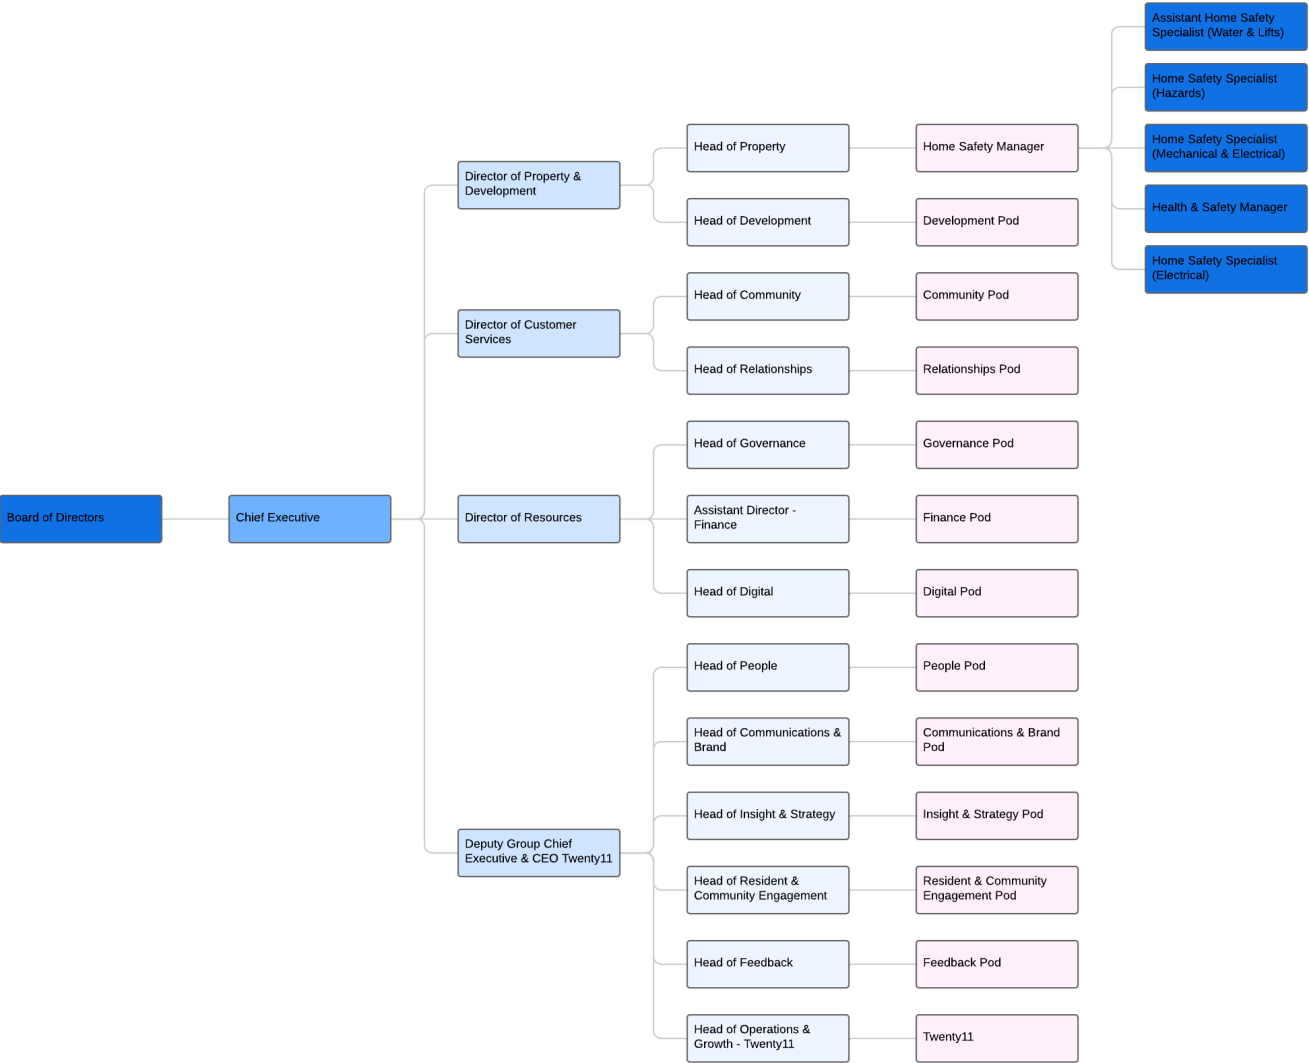 Assistant Home Safety
Specialist (Water & Lifts)
Home Safety Specialist
(Hazards)
Head of Property
Home Safety Manager
Home Safety Specialist
(Mechanical & Electrical)
Director of Property &
Development
Head of Development
Development Pod
Health & Safety Manager
Home Safety Specialist
(Electrical)
Head of Community
Community Pod
Director of Customer
Services
Head of Relationships
Relationships Pod
Head of Governance
Governance Pod
Board of Directors
Chief Executive
Director of Resources
Assistant Director -
Finance
Finance Pod
Head of Digital
Digital Pod
Head of People
People Pod
Head of Communications &
Brand
Communications & Brand
Pod
Head of Insight & Strategy
Insight & Strategy Pod
Deputy Group Chief
Executive & CEO Twenty11
Head of Resident &
Community Engagement
Resident & Community
Engagement Pod
Head of Feedback
Feedback Pod
Head of Operations &
Growth - Twenty11
Twenty11